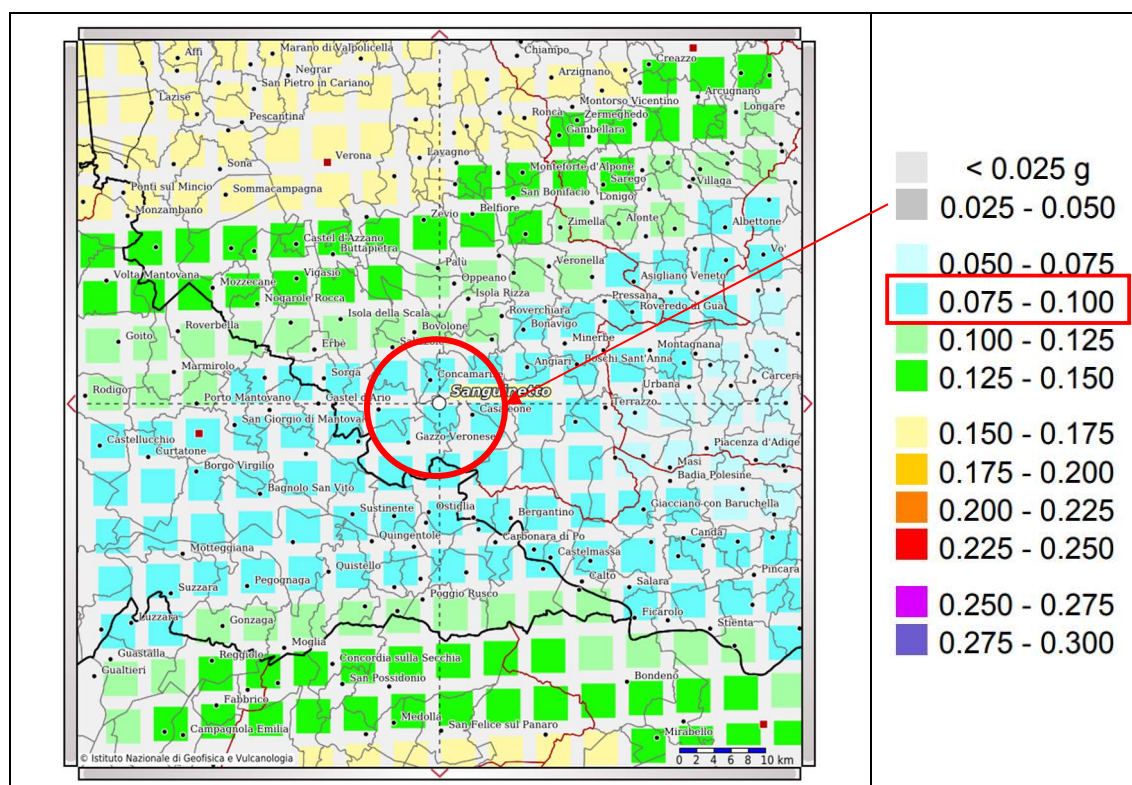 Affi
Marano di Valpolicella
Chiampo
Creazzo
Negrar
Arzignano
San Pietro in Cariano
Arcugnano
Lazise
Montorso Vicentino
Longare
Pescantina
Roncà
Zermeghedo
Gambellara
Verona
Lavagno
Sona
Monteforte d'Alpone
Ponti sul Mincio
Sommacampagna
Sarego
Villaga
San Bonifacio
Lonigo
Monzambano
Belfiore
Zevio
Zimella
Alonte
Albettone
Castel d'Azzano
Buttapietra
Vo'
Palù
Veronella
Volta Mantovana
Vigasio
Oppeano
Asigliano Veneto
Mozzecane
Isola Rizza
Nogarole Rocca
Pressana
Roveredo di Guà
Isola della Scala
Roverchiara
Roverbella
Bovolone
Bonavigo
Goito
Erbè
Minerbe
Montagnana
Angiari
Boschi Sant'Anna
Marmirolo
Sorgà
Concamarise
Carceri
Rodigo
Urbana
Sanguinetto
Porto Mantovano
Castel d'Ario
Terrazzo
Casaleone
San Giorgio di Mantova
Castellucchio
Gazzo Veronese
Piacenza d'Adige
Curtatone
Masi
Borgo Virgilio
Badia Polesine
Bagnolo San Vito
Sustinente
Ostiglia
Giacciano con Baruchella
Bergantino
Quingentole
Carbonara di Po
Canda
Motteggiana
Castelmassa
Quistello
Pincara
Suzzara
Pegognaga
Calto
Salara
Poggio Rusco
Luzzara
Gonzaga
Ficarolo
Stienta
Moglia
Guastalla
Reggiolo
Concordia sulla Secchia
Gualtieri
San Possidonio
Bondeno
Fabbrico
Medolla
San Felice sul Panaro
Campagnola Emilia
Mirabello
© Istituto Nazionale di Geofisica e Vulcanologia
0 2 4 6 8 10 km
< 0.025 g
0.025 - 0.050
0.050 - 0.075
0.075 - 0.100
0.100 - 0.125
0.125 - 0.150
0.150 - 0.175
0.175 - 0.200
0.200 - 0.225
0.225 - 0.250
0.250 - 0.275
0.275 - 0.300